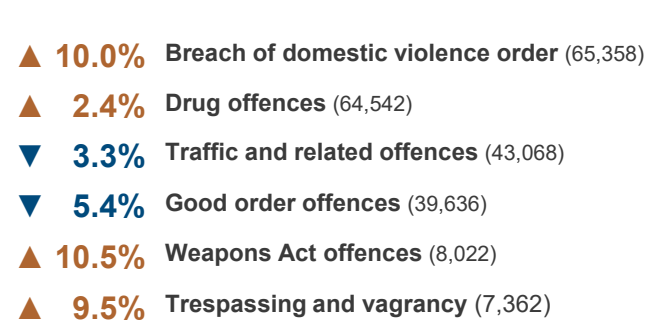 ▲ 10.0% Breach of domestic violence order (65,358)
▲ 2.4% Drug offences (64,542)
▼ 3.3% Traffic and related offences (43,068)
▼ 5.4% Good order offences (39,636)
▲ 10.5% Weapons Act offences (8,022)
▲ 9.5% Trespassing and vagrancy (7,362)